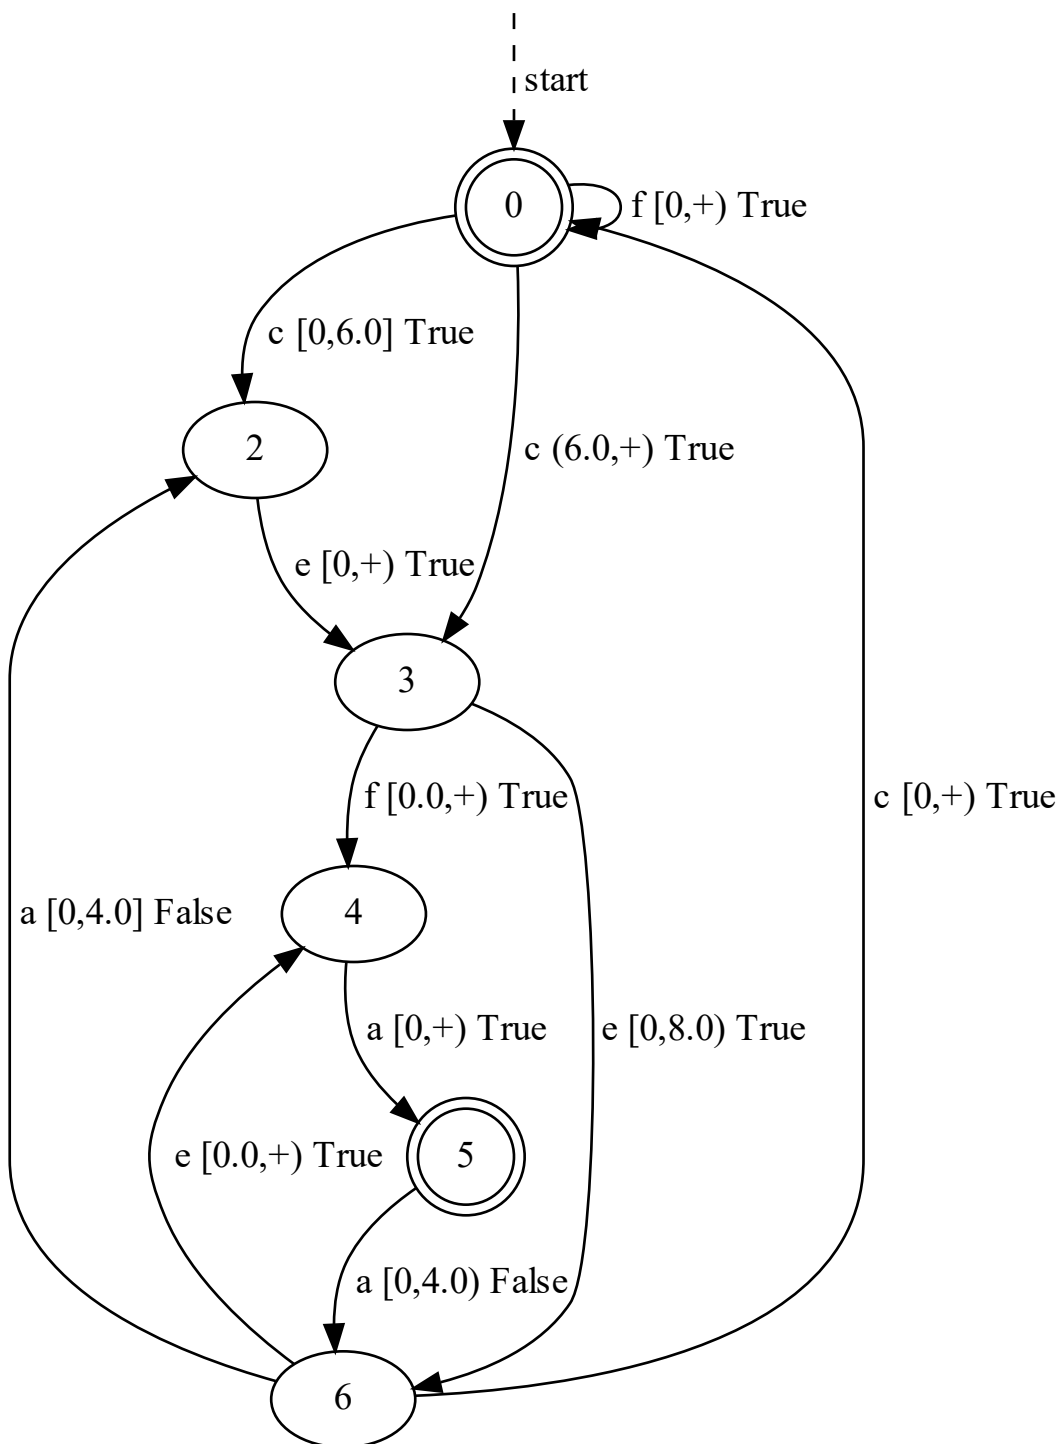 start
0
f [0,+) True
c [0,6.0] True
c (6.0,+) True
2
e [0,+) True
3
f [0.0,+) True
c [0,+) True
a [0,4.0] False
4
a [0,+) True
e [0,8.0) True
e [0.0,+) True
5
a [0,4.0) False
6